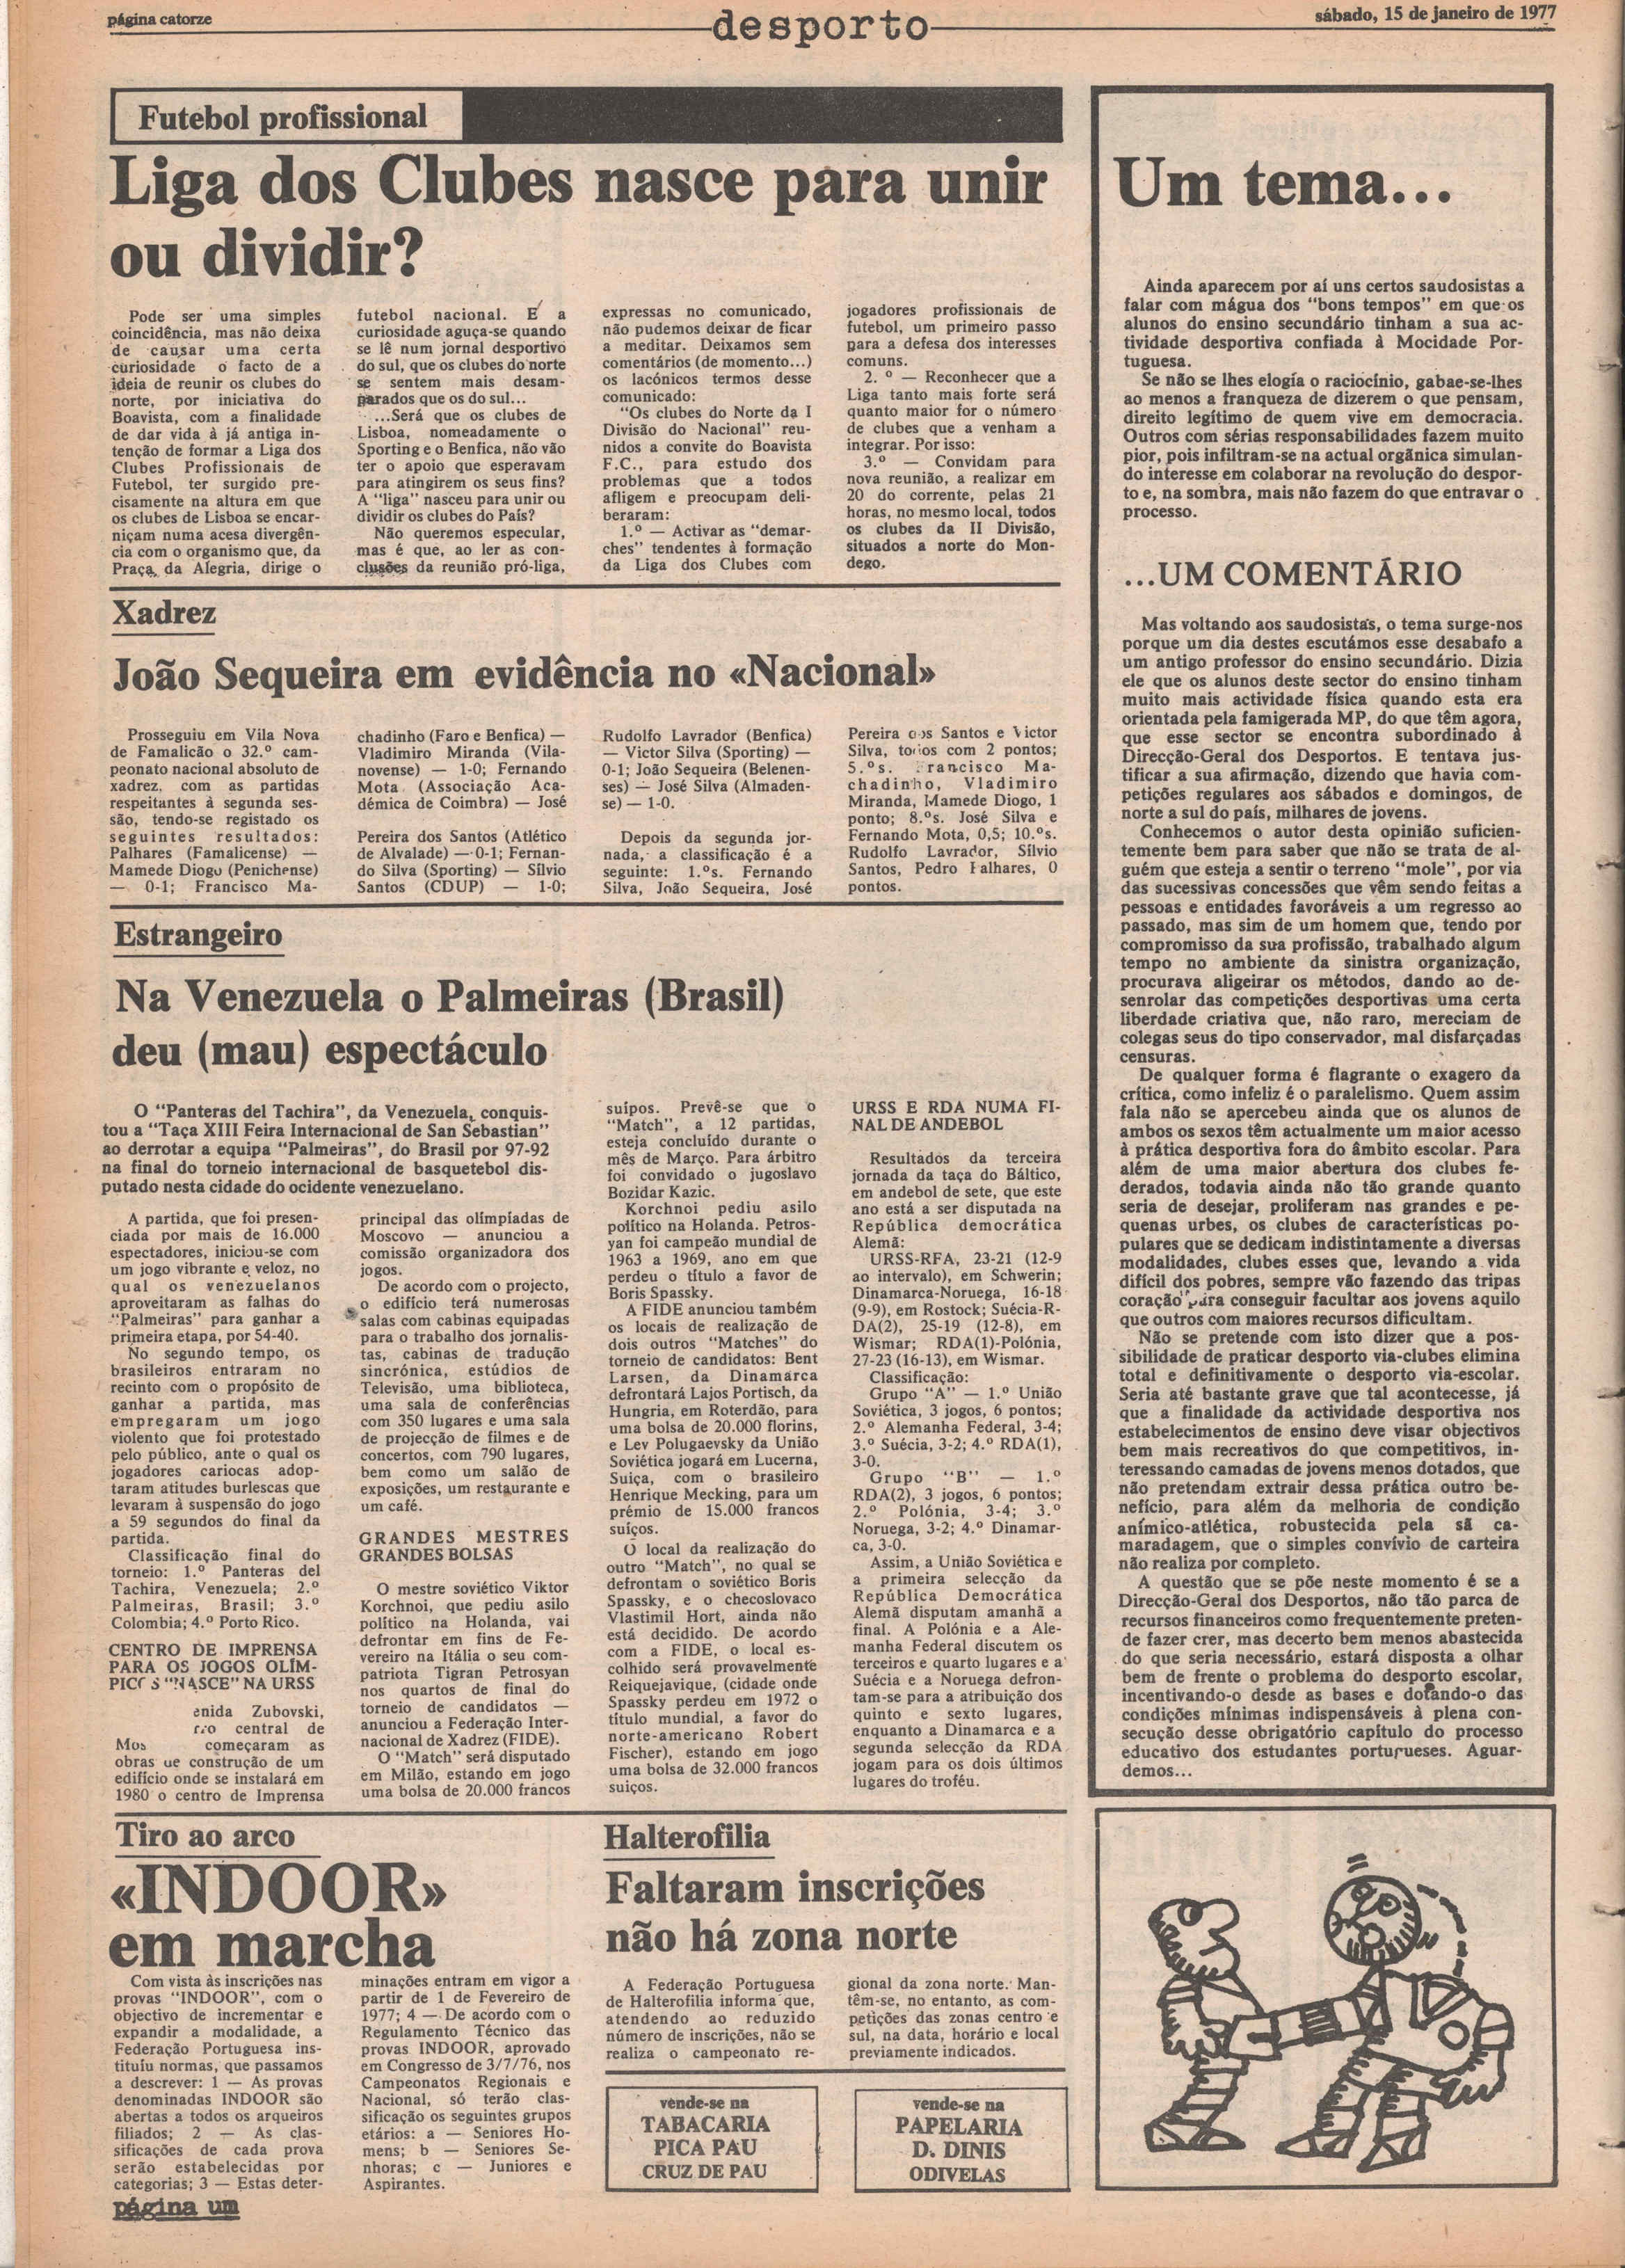 página catorze
desporto
sábado, 15 de janeiro de 1977
Futebol profissional
Liga dos Clubes nasce para unir
ou dividir?
Pode ser uma simples
coincidência, mas não deixa
de causar uma certa
curiosidade o facto de a
ideia de reunir os clubes do
norte, por iniciativa do
Boavista, com a finalidade
de dar vida à já antiga in-
tenção de formar a Liga dos
Clubes Profissionais de
Futebol, ter surgido pre-
cisamente na altura em que
os clubes de Lisboa se encar-
niçam numa acesa divergên-
cia com o organismo que, da
Praça da Alegria, dirige o
futebol nacional. E a
curiosidade aguça-se quando
se lê num jornal desportivo
do sul, que os clubes do norte
se sentem mais desam-
parados que os do sul...
...Será que os clubes de
Lisboa, nomeadamente o
Sporting e o Benfica, não vão
ter o apoio que esperavam
para atingirem os seus fins?
A "liga" nasceu para unir ou
dividir os clubes do País?
Não queremos especular,
mas é que, ao ler as con-
clusões da reunião pró-liga,
expressas no comunicado,
não pudemos deixar de ficar
a meditar. Deixamos sem
comentários (de momento...)
os lacónicos termos desse
comunicado:
"Os clubes do Norte da I
Divisão do Nacional" reu-
nidos a convite do Boavista
F.C., para estudo dos
problemas que a todos
afligem e preocupam deli-
beraram:
1.º — Activar as "demar-
ches" tendentes à formação
da Liga dos Clubes com
jogadores profissionais de
futebol, um primeiro passo
para a defesa dos interesses
comuns.
2. º — Reconhecer que a
Liga tanto mais forte será
quanto maior for o número
de clubes que a venham a
integrar. Por isso:
3.º — Convidam para
nova reunião, a realizar em
20 do corrente, pelas 21
horas, no mesmo local, todos
os clubes da II Divisão,
situados a norte do Mon-
dego.
Xadrez
João Sequeira em evidência no «Nacional»
Prosseguiu em Vila Nova
de Famalicão o 32.º cam-
peonato nacional absoluto de
xadrez, com as partidas
respeitantes à segunda ses-
são, tendo-se registado os
seguintes resultados:
Palhares (Famalicense) —
Mamede Diogo (Penichense)
— 0-1; Francisco Ma-
chadinho (Faro e Benfica) —
Vladimiro Miranda (Vila-
novense) — 1-0; Fernando
Mota (Associação Aca-
démica de Coimbra) — José
Pereira dos Santos (Atlético
de Alvalade) — 0-1; Fernan-
do Silva (Sporting) — Sílvio
Santos (CDUP) — 1-0;
Rudolfo Lavrador (Benfica)
— Victor Silva (Sporting) —
0-1; João Sequeira (Belenen-
ses) — José Silva (Almaden-
se) — 1-0.
Depois da segunda jor-
nada, a classificação é a
seguinte: 1.ºs. Fernando
Silva, João Sequeira, José
Pereira dos Santos e Victor
Silva, todos com 2 pontos;
5.ºs. Francisco Ma-
chadinho, Vladimiro
Miranda, Mamede Diogo, 1
ponto; 8.ºs. José Silva e
Fernando Mota, 0,5; 10.ºs.
Rudolfo Lavrador, Sílvio
Santos, Pedro Palhares, 0
pontos.
Estrangeiro
Na Venezuela o Palmeiras (Brasil)
deu (mau) espectáculo
O "Panteras del Tachira", da Venezuela, conquis-
tou a "Taça XIII Feira Internacional de San Sebastian"
ao derrotar a equipa "Palmeiras", do Brasil por 97-92
na final do torneio internacional de basquetebol dis-
putado nesta cidade do ocidente venezuelano.
A partida, que foi presen-
ciada por mais de 16.000
espectadores, iniciou-se com
um jogo vibrante e veloz, no
qual os venezuelanos
aproveitaram as falhas do
"Palmeiras" para ganhar a
primeira etapa, por 54-40.
No segundo tempo, os
brasileiros entraram no
recinto com o propósito de
ganhar a partida, mas
empregaram um jogo
violento que foi protestado
pelo público, ante o qual os
jogadores cariocas adop-
taram atitudes burlescas que
levaram à suspensão do jogo
a 59 segundos do final da
partida.
Classificação final do
torneio: 1.º Panteras del
Tachira, Venezuela; 2.º
Palmeiras, Brasil; 3.º
Colombia; 4.º Porto Rico.
CENTRO DE IMPRENSA
PARA OS JOGOS OLÍM-
PICOS "NASCE" NA URSS
Zubovski,
central de
começaram as
obras de construção de um
edifício onde se instalará em
1980 o centro de Imprensa
principal das olimpíadas de
Moscovo — anunciou a
comissão organizadora dos
jogos.
De acordo com o projecto,
o edifício terá numerosas
salas com cabinas equipadas
para o trabalho dos jornalis-
tas, cabinas de tradução
sincrónica, estúdios de
Televisão, uma biblioteca,
uma sala de conferências
com 350 lugares e uma sala
de projecção de filmes e de
concertos, com 790 lugares,
bem como um salão de
exposições, um restaurante e
um café.
GRANDES MESTRES
GRANDES BOLSAS
O mestre soviético Viktor
Korchnoi, que pediu asilo
político na Holanda, vai
defrontar em fins de Fe-
vereiro na Itália o seu com-
patriota Tigran Petrosyan
nos quartos de final do
torneio de candidatos —
anunciou a Federação Inter-
nacional de Xadrez (FIDE).
O "Match" será disputado
em Milão, estando em jogo
uma bolsa de 20.000 francos
suípos. Prevê-se que o
"Match", a 12 partidas,
esteja concluído durante o
mês de Março. Para árbitro
foi convidado o jugoslavo
Bozidar Kazic.
Korchnoi pediu asilo
político na Holanda. Petros-
yan foi campeão mundial de
1963 a 1969, ano em que
perdeu o título a favor de
Boris Spassky.
A FIDE anunciou também
os locais de realização de
dois outros "Matches" do
torneio de candidatos: Bent
Larsen, da Dinamarca
defrontará Lajos Portisch, da
Hungria, em Roterdão, para
uma bolsa de 20.000 florins,
e Lev Polugaevsky da União
Soviética jogará em Lucerna,
Suiça, com o brasileiro
Henrique Mecking, para um
prémio de 15.000 francos
suíços.
O local da realização do
outro "Match", no qual se
defrontam o soviético Boris
Spassky, e o checoslovaco
Vlastimil Hort, ainda não
está decidido. De acordo
com a FIDE, o local es-
colhido será provavelmente
Reiquejavique, (cidade onde
Spassky perdeu em 1972 o
título mundial, a favor do
norte-americano Robert
Fischer), estando em jogo
uma bolsa de 32.000 francos
suiços.
URSS E RDA NUMA FI-
NAL DE ANDEBOL
Resultados da terceira
jornada da taça do Báltico,
em andebol de sete, que este
ano está a ser disputada na
República democrática
Alemã:
URSS-RFA, 23-21 (12-9
ao intervalo), em Schwerin;
Dinamarca-Noruega, 16-18
(9-9), em Rostock; Suécia-R-
DA(2), 25-19 (12-8), em
Wismar; RDA(1)-Polónia,
27-23 (16-13), em Wismar.
Classificação:
Grupo "A" — 1.º União
Soviética, 3 jogos, 6 pontos;
2.º Alemanha Federal, 3-4;
3.º Suécia, 3-2; 4.º RDA(1),
3-0.
Grupo "B" — 1.º
RDA(2), 3 jogos, 6 pontos;
2.º Polónia, 3-4; 3.º
Noruega, 3-2; 4.º Dinamar-
ca, 3-0.
Assim, a União Soviética e
a primeira selecção da
República Democrática
Alemã disputam amanhã a
final. A Polónia e a Ale-
manha Federal discutem os
terceiros e quarto lugares e a
Suécia e a Noruega defron-
tam-se para a atribuição dos
quinto e sexto lugares,
enquanto a Dinamarca e a
segunda selecção da RDA
jogam para os dois últimos
lugares do troféu.
Tiro ao arco
«INDOOR»
em marcha
Com vista às inscrições nas
provas "INDOOR", com o
objectivo de incrementar e
expandir a modalidade, a
Federação Portuguesa ins-
tituíu normas, que passamos
a descrever: 1 — As provas
denominadas INDOOR são
abertas a todos os arqueiros
filiados; 2 — As clas-
sificações de cada prova
serão estabelecidas por
categorias; 3 — Estas deter-
minações entram em vigor a
partir de 1 de Fevereiro de
1977; 4 — De acordo com o
Regulamento Técnico das
provas INDOOR, aprovado
em Congresso de 3/7/76, nos
Campeonatos Regionais e
Nacional, só terão clas-
sificação os seguintes grupos
etários: a — Seniores Ho-
mens; b — Seniores Se-
nhoras; c — Juniores e
Aspirantes.
Halterofilia
Faltaram inscrições
não há zona norte
A Federação Portuguesa
de Halterofilia informa que,
atendendo ao reduzido
número de inscrições, não se
realiza o campeonato re-
gional da zona norte. Man-
têm-se, no entanto, as com-
petições das zonas centro e
sul, na data, horário e local
previamente indicados.
vende-se na
TABACARIA
PICA PAU
CRUZ DE PAU
vende-se na
PAPELARIA
D. DINIS
ODIVELAS
Um tema...
Ainda aparecem por aí uns certos saudosistas a
falar com mágua dos "bons tempos" em que os
alunos do ensino secundário tinham a sua ac-
tividade desportiva confiada à Mocidade Por-
tuguesa.
Se não se lhes elogía o raciocínio, gabae-se-lhes
ao menos a franqueza de dizerem o que pensam,
direito legítimo de quem vive em democracia.
Outros com sérias responsabilidades fazem muito
pior, pois infiltram-se na actual orgãnica simulan-
do interesse em colaborar na revolução do despor-
to e, na sombra, mais não fazem do que entravar o
processo.
...UM COMENTÁRIO
Mas voltando aos saudosistas, o tema surge-nos
porque um dia destes escutámos esse desabafo a
um antigo professor do ensino secundário. Dizia
ele que os alunos deste sector do ensino tinham
muito mais actividade física quando esta era
orientada pela famigerada MP, do que têm agora,
que esse sector se encontra subordinado à
Direcção-Geral dos Desportos. E tentava jus-
tificar a sua afirmação, dizendo que havia com-
petições regulares aos sábados e domingos, de
norte a sul do país, milhares de jovens.
Conhecemos o autor desta opinião suficien-
temente bem para saber que não se trata de al-
guém que esteja a sentir o terreno "mole", por via
das sucessivas concessões que vêm sendo feitas a
pessoas e entidades favoráveis a um regresso ao
passado, mas sim de um homem que, tendo por
compromisso da sua profissão, trabalhado algum
tempo no ambiente da sinistra organização,
procurava aligeirar os métodos, dando ao de-
senrolar das competições desportivas uma certa
liberdade criativa que, não raro, mereciam de
colegas seus do tipo conservador, mal disfarçadas
censuras.
De qualquer forma é flagrante o exagero da
crítica, como infeliz é o paralelismo. Quem assim
fala não se apercebeu ainda que os alunos de
ambos os sexos têm actualmente um maior acesso
à prática desportiva fora do âmbito escolar. Para
além de uma maior abertura dos clubes fe-
derados, todavia ainda não tão grande quanto
seria de desejar, proliferam nas grandes e pe-
quenas urbes, os clubes de características po-
pulares que se dedicam indistintamente a diversas
modalidades, clubes esses que, levando a vida
difícil dos pobres, sempre vão fazendo das tripas
coração para conseguir facultar aos jovens aquilo
que outros com maiores recursos dificultam.
Não se pretende com isto dizer que a pos-
sibilidade de praticar desporto via-clubes elimina
total e definitivamente o desporto via-escolar.
Seria até bastante grave que tal acontecesse, já
que a finalidade da actividade desportiva nos
estabelecimentos de ensino deve visar objectivos
bem mais recreativos do que competitivos, in-
teressando camadas de jovens menos dotados, que
não pretendam extrair dessa prática outro be-
nefício, para além da melhoria de condição
anímico-atlética, robustecida pela sã ca-
maradagem, que o simples convívio de carteira
não realiza por completo.
A questão que se põe neste momento é se a
Direcção-Geral dos Desportos, não tão parca de
recursos financeiros como frequentemente preten-
de fazer crer, mas decerto bem menos abastecida
do que seria necessário, estará disposta a olhar
bem de frente o problema do desporto escolar,
incentivando-o desde as bases e dotando-o das
condições mínimas indispensáveis à plena con-
secução desse obrigatório capítulo do processo
educativo dos estudantes portugueses. Aguar-
demos...
página um